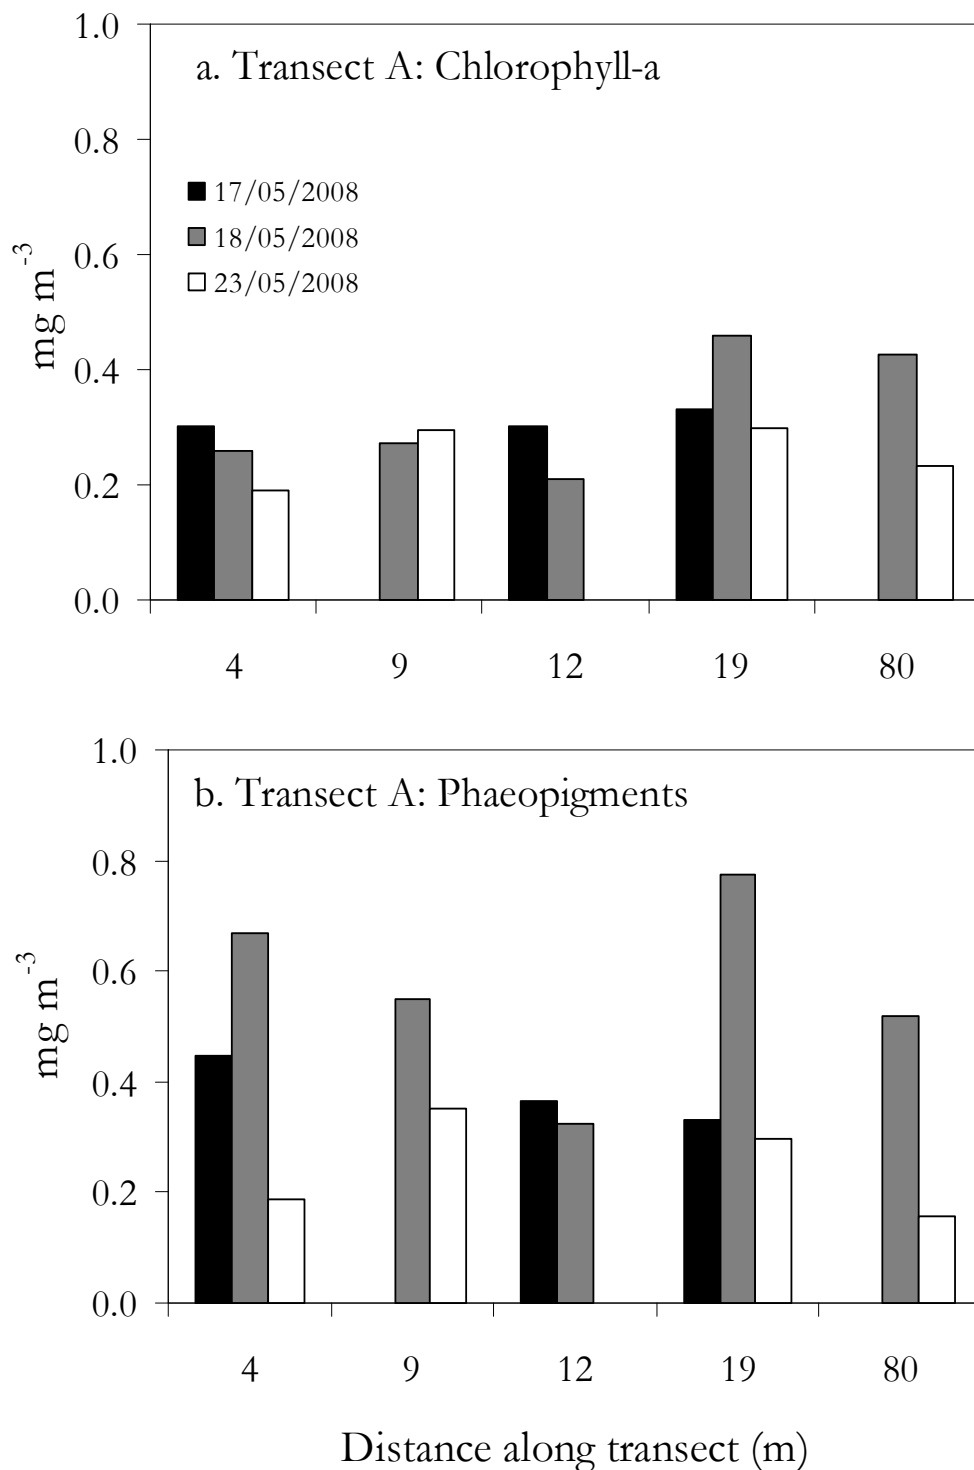 1.0
a. Transect A: Chlorophyll-a
0.8
17/05/2008
18/05/2008
0.6
23/05/2008
mg m-3
0.4
0.2
0.0
4 9 12 19 80
1.0
b. Transect A: Phaeopigments
0.8
0.6
mg m-3
0.4
0.2
0.0
4 9 12 19 80
Distance along transect (m)